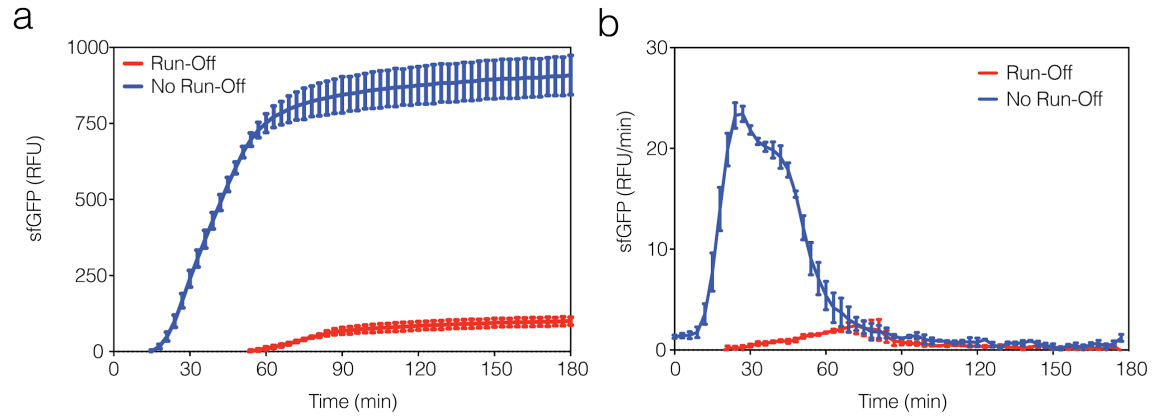 a
1000
750
500
250
0
sfGFP (RFU)
Run-Off
No Run-Off
0 30 60 90 120 150 180
Time (min)
b
30
20
10
0
sfGFP (RFU/min)
Run-Off
No Run-Off
0 30 60 90 120 150 180
Time (min)